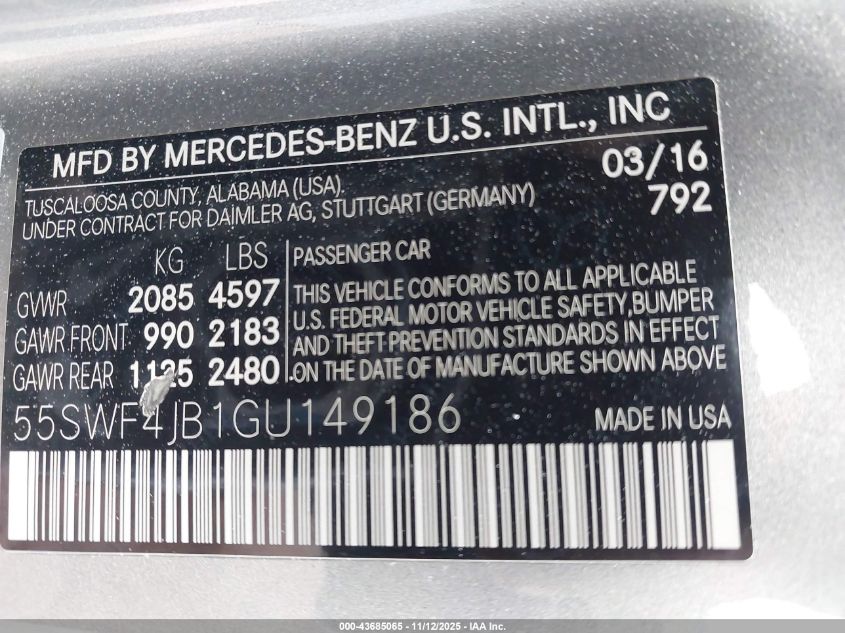 MFD BY MERCEDES-BENZ U.S. INTL., INC
TUSCALOOSA COUNTY, ALABAMA (USA). 03/16
UNDER CONTRACT FOR DAIMLER AG, STUTTGART (GERMANY) 792
KG LBS
GVWR 2085 4597
GAWR FRONT 990 2183
GAWR REAR 1125 2480
PASSENGER CAR
THIS VEHICLE CONFORMS TO ALL APPLICABLE
U.S. FEDERAL MOTOR VEHICLE SAFETY,BUMPER
AND THEFT PREVENTION STANDARDS IN EFFECT
ON THE DATE OF MANUFACTURE SHOWN ABOVE
55SWF4JB1GU149186 MADE IN USA
000-43685065 - 11/12/2025 - IAA Inc.